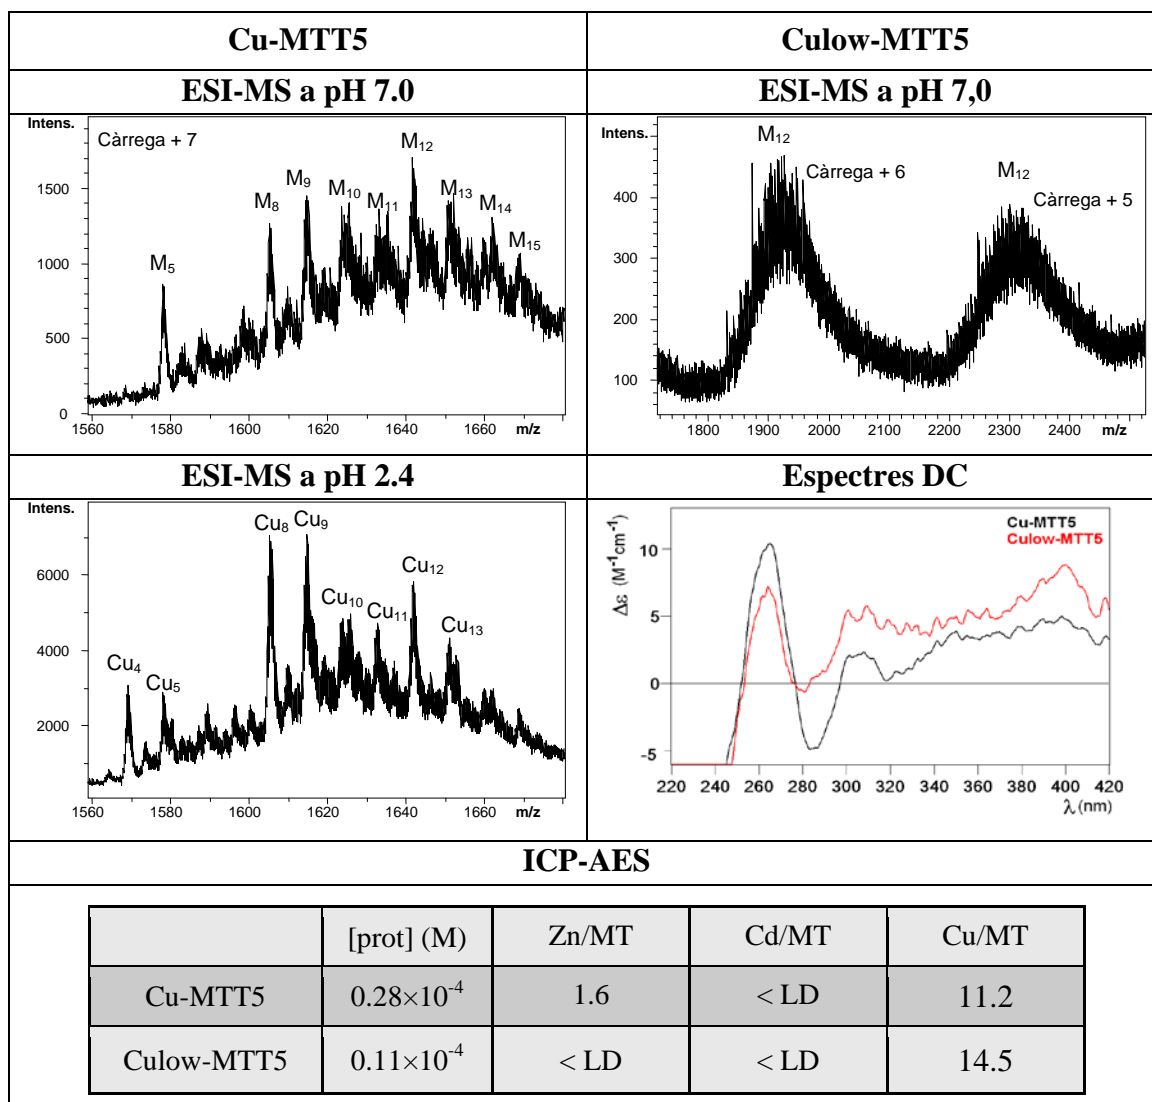 Cu-MTT5
Culow-MTT5
ESI-MS a pH 7.0
ESI-MS a pH 7,0
Intens.
Càrrega + 7
M5
M8
M9
M10
M11
M12
M13
M14
M15
1500
1000
500
0
1560 1580 1600 1620 1640 1660 m/z
Intens.
M12
Càrrega + 6
M12
Càrrega + 5
400
300
200
100
1800 1900 2000 2100 2200 2300 2400 m/z
ESI-MS a pH 2.4
Espectres DC
Intens.
Cu4
Cu5
Cu8
Cu9
Cu10
Cu11
Cu12
Cu13
6000
4000
2000
1560 1580 1600 1620 1640 1660 m/z
Δε (M-1cm-1)
Cu-MTT5
Culow-MTT5
10
5
0
-5
220 240 260 280 300 320 340 360 380 400 420
λ(nm)
ICP-AES
[prot] (M) Zn/MT Cd/MT Cu/MT
Cu-MTT5 0.28×10-4 1.6 < LD 11.2
Culow-MTT5 0.11×10-4 < LD < LD 14.5